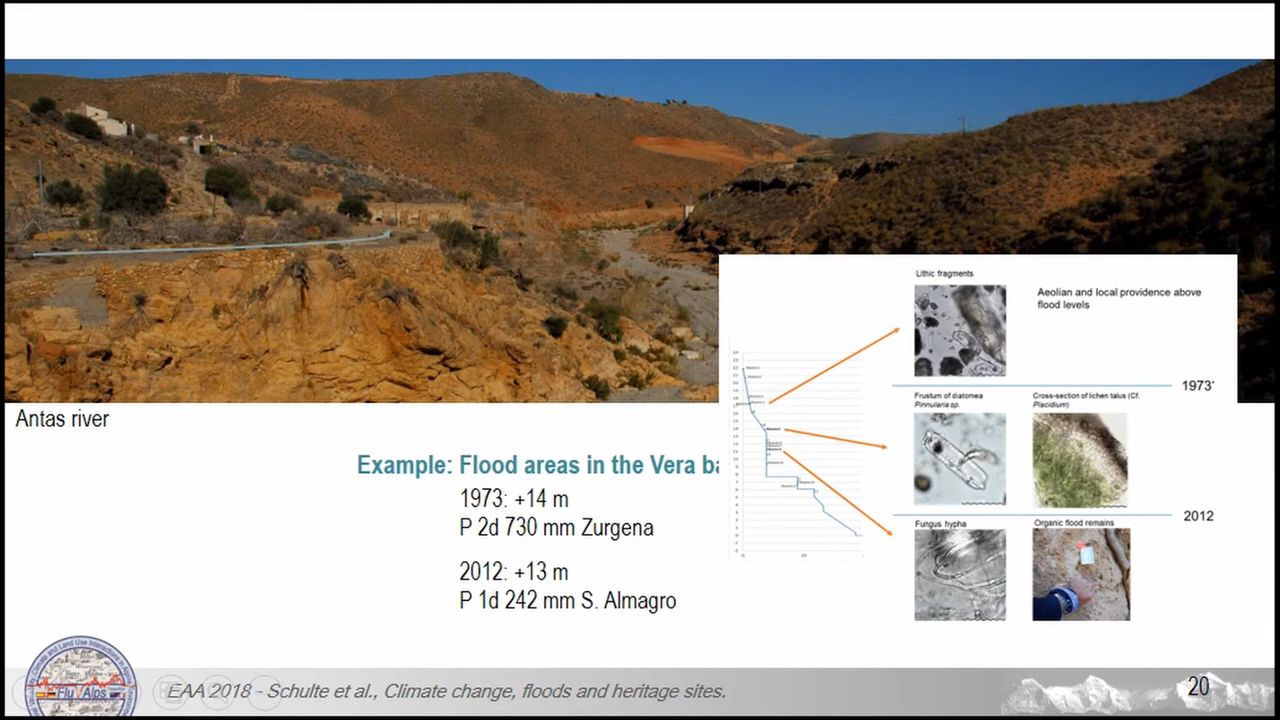 Lithic fragments
Aeolian and local providence above
flood levels
1973'
Frustum of diatomea
Pinnularia sp.
Cross-section of lichen talus (Cf.
Placidium)
2012
Fungus hypha
Organic flood remains
Antas river
Example: Flood areas in the Vera ba
1973: +14 m
P 2d 730 mm Zurgena
2012: +13 m
P 1d 242 mm S. Almagro
Flu Alps
EAA 2018 - Schulte et al., Climate change, floods and heritage sites.
20